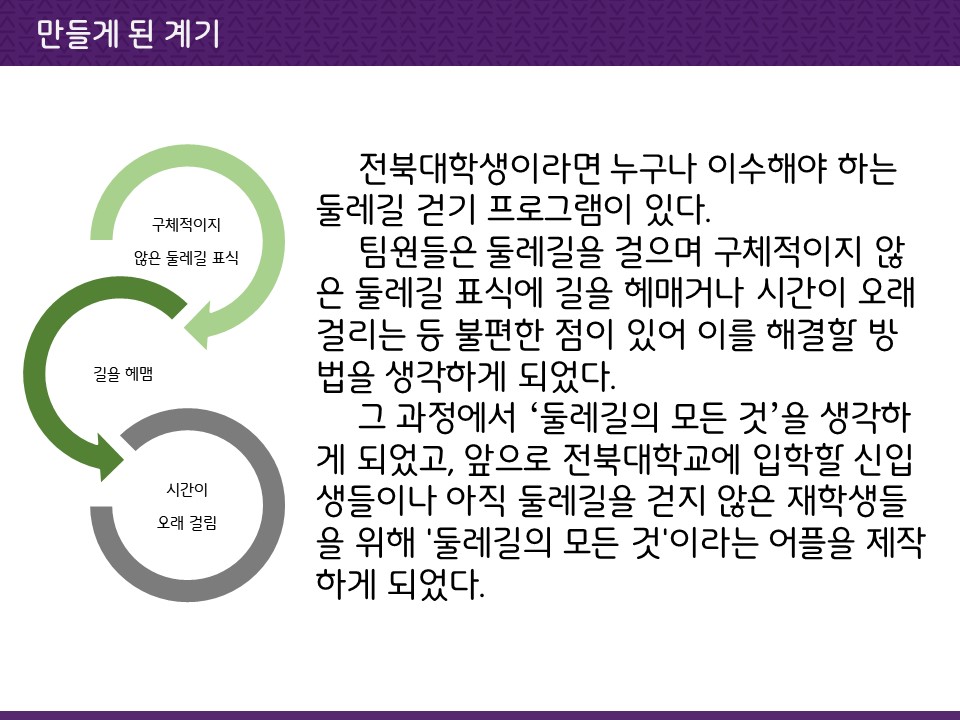 만들게 된 계기
구체적이지
않은 둘레길 표식
길을 헤맴
시간이
오래 걸림
전북대학생이라면 누구나 이수해야 하는
둘레길 걷기 프로그램이 있다.
팀원들은 둘레길을 걸으며 구체적이지 않
은 둘레길 표식에 길을 헤매거나 시간이 오래
걸리는 등 불편한 점이 있어 이를 해결할 방
법을 생각하게 되었다.
그 과정에서 ‘둘레길의 모든 것’을 생각하
게 되었고, 앞으로 전북대학교에 입학할 신입
생들이나 아직 둘레길을 걷지 않은 재학생들
을 위해 '둘레길의 모든 것'이라는 어플을 제작
하게 되었다.